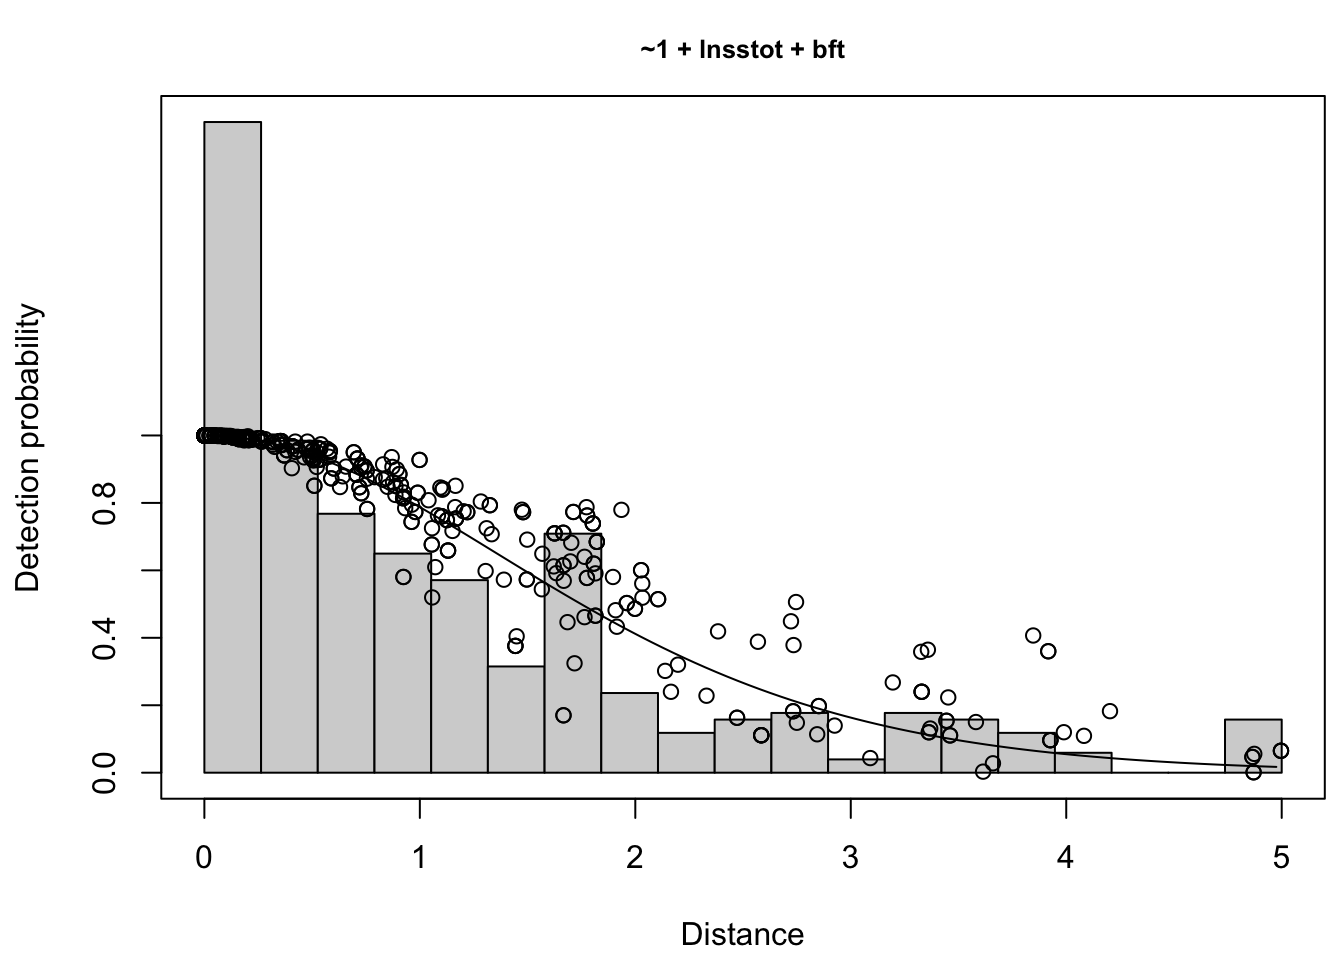 ~1 + lnsstot + bft
Detection probability
0.8
0.4
0.0
0 1 2 3 4 5
Distance